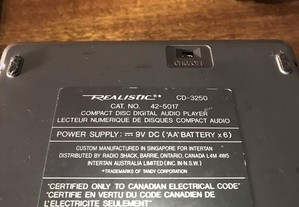 REALISTIC** CD-3250
CAT. NO. 42-5017
COMPACT DISC DIGITAL AUDIO PLAYER
LECTEUR NUMERIQUE DE DISQUES COMPACT AUDIO
POWER SUPPLY: ⎓ 9V DC ("AA" BATTERY x 6)
CUSTOM MANUFACTURED IN SINGAPORE FOR INTERTAN
DISTRIBUTED BY RADIO SHACK, BARRIE, ONTARIO, CANADA L4M 4W5
INTERTAN AUSTRALIA LIMITED (INC. IN N.S.W.)
**TRADEMARKS OF TANDY CORPORATION
"CERTIFIED ONLY TO CANADIAN ELECTRICAL CODE"
"CERTIFIE EN VERTU DU CODE CANADIEN DE
L'ELECTRICITE SEULEMENT"